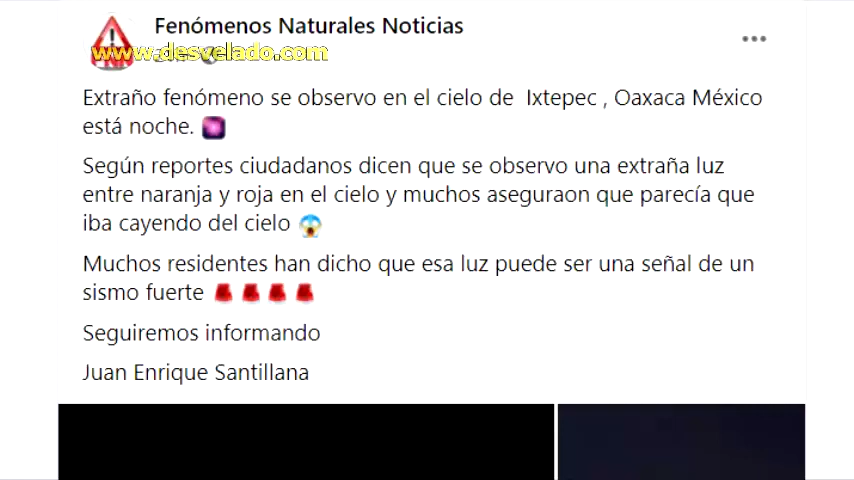 Fenómenos Naturales Noticias
www.desvelado.com
Extraño fenómeno se observo en el cielo de Ixtepec , Oaxaca México
está noche.
Según reportes ciudadanos dicen que se observo una extraña luz
entre naranja y roja en el cielo y muchos aseguraon que parecía que
iba cayendo del cielo
Muchos residentes han dicho que esa luz puede ser una señal de un
sismo fuerte
Seguiremos informando
Juan Enrique Santillana